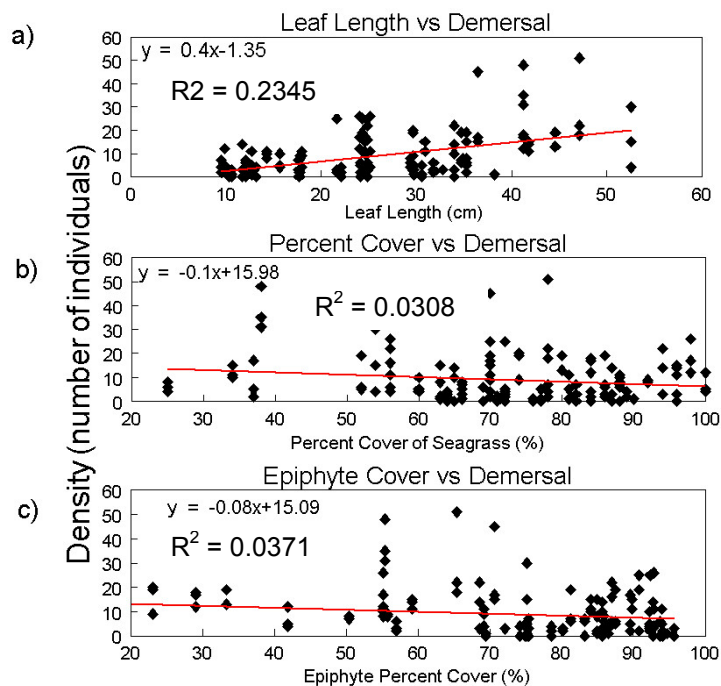 a)
Leaf Length vs Demersal
60
50
40
30
20
10
0
y = 0.4x-1.35
R2 = 0.2345
0 10 20 30 40 50 60
Leaf Length (cm)
Density (number of individuals)
b)
Percent Cover vs Demersal
60
50
40
30
20
10
0
y = -0.1x+15.98
R² = 0.0308
20 30 40 50 60 70 80 90 100
Percent Cover of Seagrass (%)
c)
Epiphyte Cover vs Demersal
60
50
40
30
20
10
0
y = -0.08x+15.09
R² = 0.0371
20 30 40 50 60 70 80 90 100
Epiphyte Percent Cover (%)